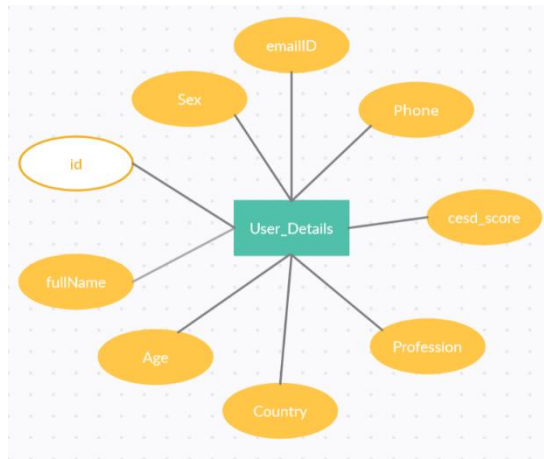 emailID
Sex
Phone
id
cesd_score
User_Details
fullName
Profession
Age
Country